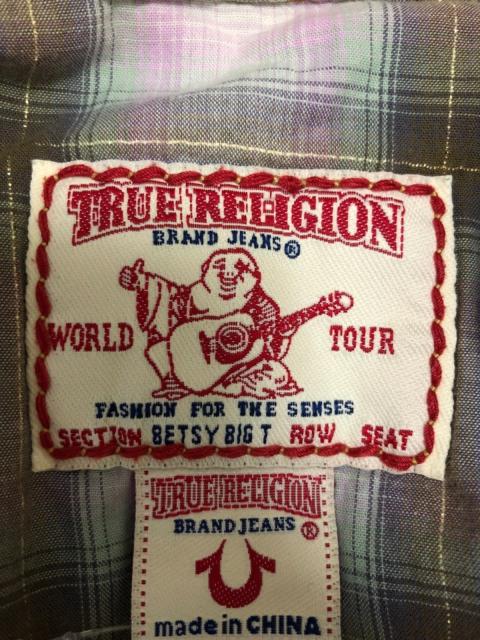 TRUE RELIGION
BRAND JEANS®
WORLD TOUR
FASHION FOR THE SENSES
SECTION BETSY BIG T ROW SEAT
TRUE RELIGION
BRAND JEANS®
made in CHINA